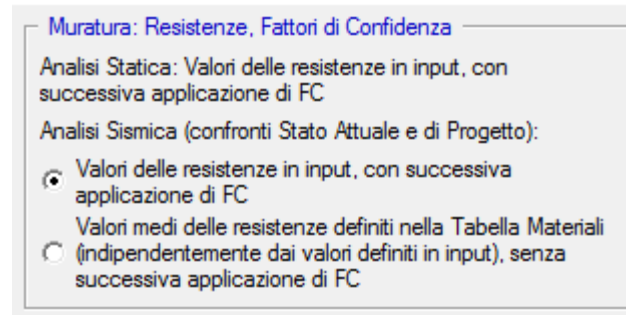 Muratura: Resistenze, Fattori di Confidenza
Analisi Statica: Valori delle resistenze in input, con
successiva applicazione di FC
Analisi Sismica (confronti Stato Attuale e di Progetto):
Valori delle resistenze in input, con successiva
applicazione di FC
Valori medi delle resistenze definiti nella Tabella Materiali
(indipendentemente dai valori definiti in input), senza
successiva applicazione di FC